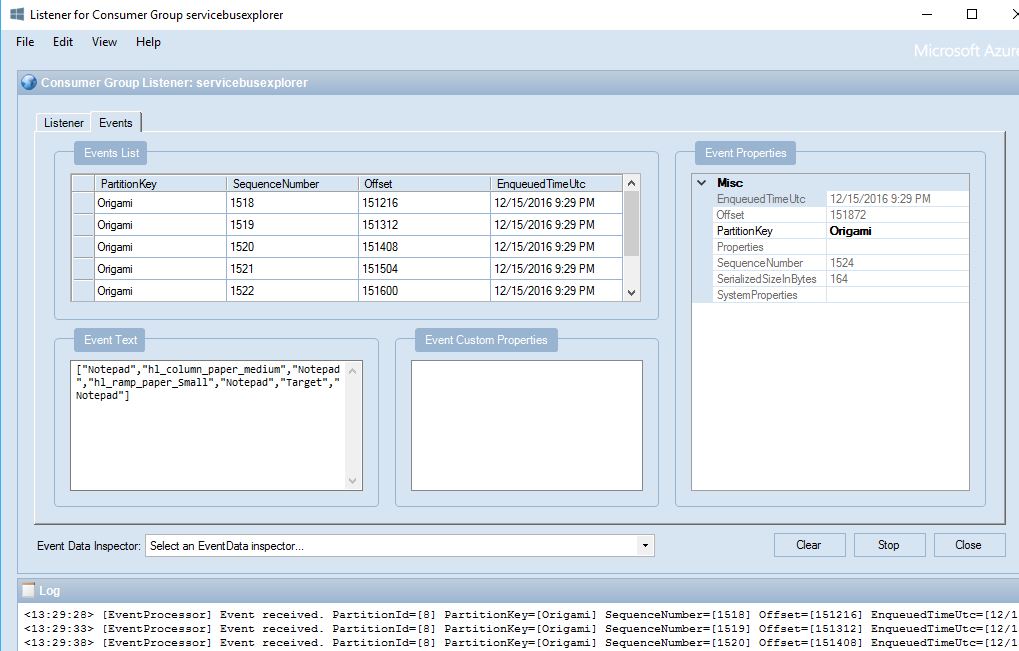 Listener for Consumer Group servicebusexplorer
File Edit View Help
Microsoft Azur
Consumer Group Listener: servicebusexplorer
Listener Events
Events List
PartitionKey SequenceNumber Offset EnqueuedTimeUtc
Origami 1518 151216 12/15/2016 9:29 PM
Origami 1519 151312 12/15/2016 9:29 PM
Origami 1520 151408 12/15/2016 9:29 PM
Origami 1521 151504 12/15/2016 9:29 PM
Origami 1522 151600 12/15/2016 9:29 PM
Event Properties
Misc
EnqueuedTimeUtc 12/15/2016 9:29 PM
Offset 151872
PartitionKey Origami
Properties
SequenceNumber 1524
SerializedSizeInBytes 164
SystemProperties
Event Text
["Notepad","hl_column_paper_medium","Notepad
","hl_ramp_paper_Small","Notepad","Target","
Notepad"]
Event Custom Properties
Event Data Inspector: Select an EventData inspector...
Clear Stop Close
Log
<13:29:28> [EventProcessor] Event received. PartitionId=[8] PartitionKey=[Origami] SequenceNumber=[1518] Offset=[151216] EnqueuedTimeUtc=[12/1
<13:29:33> [EventProcessor] Event received. PartitionId=[8] PartitionKey=[Origami] SequenceNumber=[1519] Offset=[151312] EnqueuedTimeUtc=[12/1
<13:29:38> [EventProcessor] Event received. PartitionId=[8] PartitionKey=[Origami] SequenceNumber=[1520] Offset=[151408] EnqueuedTimeUtc=[12/1